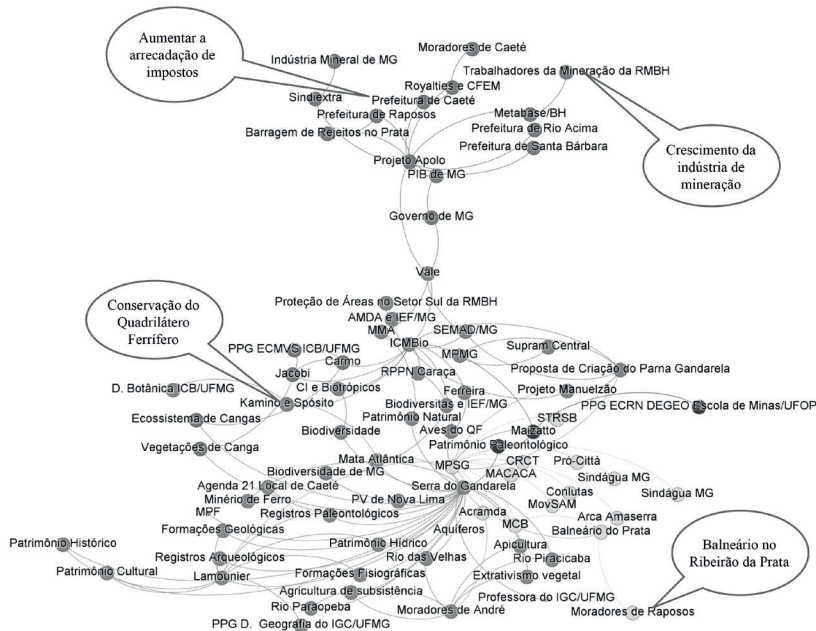 Aumentar a
arrecadação de
impostos
Indústria Mineral de MG
Moradores de Caeté
Trabalhadores da Mineração da RMBH
Royalties e CFEM
Sindiextra
Prefeitura de Caeté
Prefeitura de Raposos
Metabase/BH
Barragem de Rejeitos no Prata
Prefeitura de Rio Acima
Prefeitura de Santa Bárbara
Crescimento da
indústria de
mineração
Projeto Apolo
PIB de MG
Governo de MG
Vale
Conservação do
Quadrilátero
Ferrífero
Proteção de Áreas no Setor Sul da RMBH
AMDA e IEF/MG
MMA
SEMAD/MG
ICMBio
Supram Central
PPG ECMVS ICB/UFMG
MPMG
Carmo
RPPN Caraça
Proposta de Criação do Parna Gandarela
Jacobi
D. Botânica ICB/UFMG
CI e Biotrópicos
Ferreira
Projeto Manuelzão
Kamino e Spósito
Biodiversitas e IEF/MG
PPG ECRN DEGEO Escola de Minas/UFOP
Ecossistema de Cangas
Patrimônio Natural
STRSB
Biodiversidade
Aves do QF
Maizatto
Vegetações de Canga
Patrimônio Paleontológico
Mata Atlântica
MPSG
CRCT
Pró-Città
Biodiversidade de MG
MACACA
Sindágua MG
Agenda 21 Local de Caeté
Serra do Gandarela
Conlutas
Sindágua MG
Minério de Ferro
PV de Nova Lima
MovSAM
MPF
Registros Paleontológicos
Acramda
Arca Amaserra
Formações Geológicas
Aquíferos
MCB
Balneário do Prata
Patrimônio Histórico
Patrimônio Hídrico
Apicultura
Registros Arqueológicos
Rio das Velhas
Rio Piracicaba
Balneário no
Ribeirão da Prata
Patrimônio Cultural
Lamounier
Formações Fisiográficas
Extrativismo vegetal
Agricultura de subsistência
Professora do IGC/UFMG
Rio Paraopeba
Moradores de André
Moradores de Raposos
PPG D. Geografia do IGC/UFMG